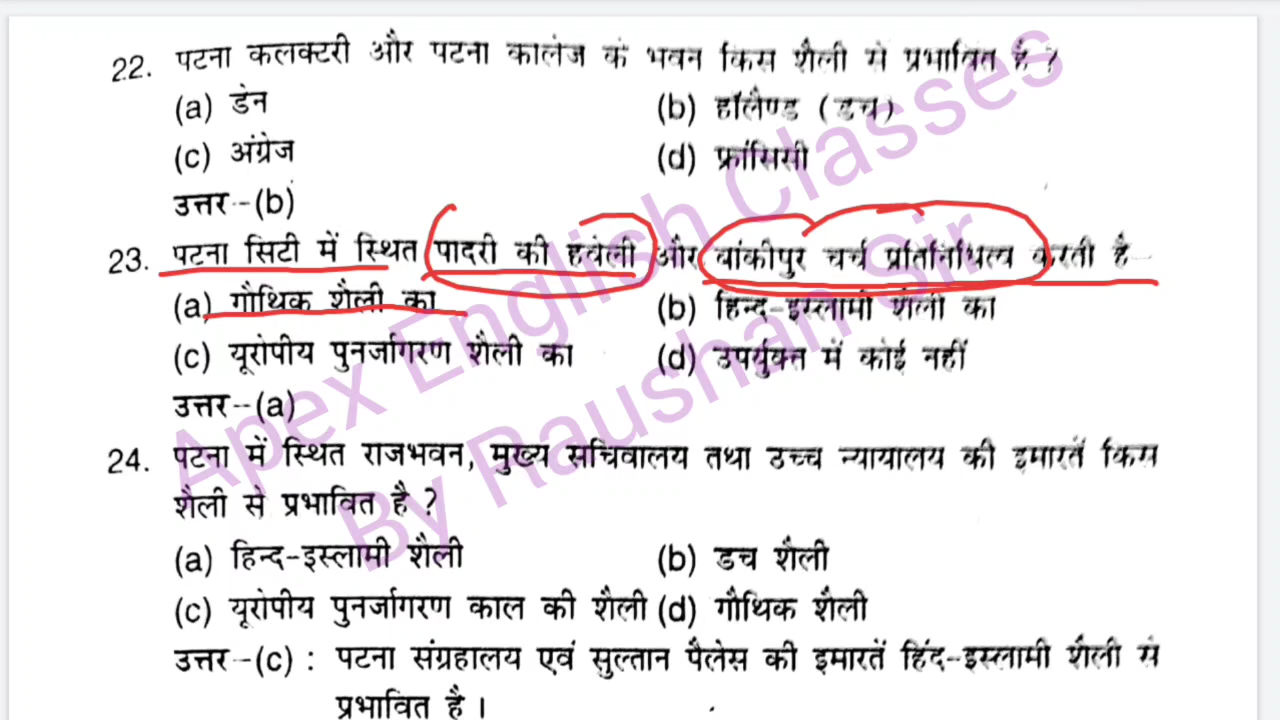 22. पटना कलक्टरी और पटना कालेज के भवन किस शैली से प्रभावित है ?
(a) डेन (b) हॉलैण्ड (डच)
(c) अंग्रेज (d) फ्रांसिसी
उत्तर--(b)
23. पटना सिटी में स्थित पादरी की हवेली और बांकीपुर चर्च प्रतिनिधित्व करती है--
(a) गौथिक शैली का (b) हिन्द-इस्लामी शैली का
(c) यूरोपीय पुनर्जागरण शैली का (d) उपर्युक्त में कोई नहीं
उत्तर--(a)
24. पटना में स्थित राजभवन, मुख्य सचिवालय तथा उच्च न्यायालय की इमारतें किस
शैली से प्रभावित है ?
(a) हिन्द-इस्लामी शैली (b) डच शैली
(c) यूरोपीय पुनर्जागरण काल की शैली (d) गौथिक शैली
उत्तर--(c) : पटना संग्रहालय एवं सुल्तान पैलेस की इमारतें हिंद-इस्लामी शैली से
प्रभावित है ।
Apex English Classes
By Raushan Sir